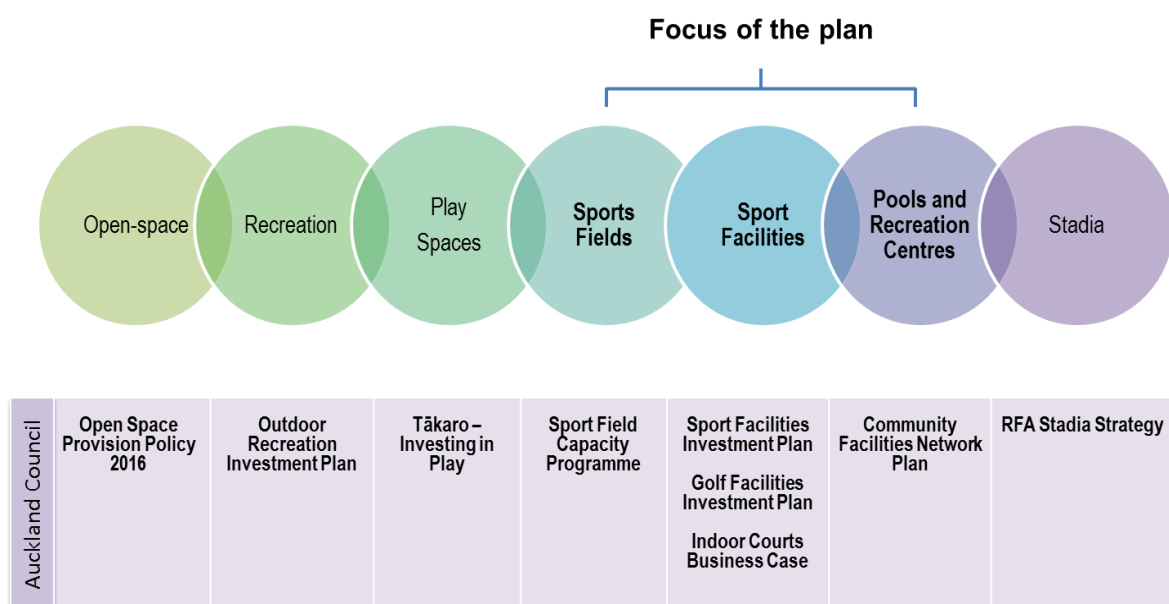 Focus of the plan
Open-space
Recreation
Play
Spaces
Sports
Fields
Sport
Facilities
Pools and
Recreation
Centres
Stadia
Auckland Council
Open Space
Provision Policy
2016
Outdoor
Recreation
Investment Plan
Tākaro –
Investing in
Play
Sport Field
Capacity
Programme
Sport Facilities
Investment Plan
Golf Facilities
Investment Plan
Indoor Courts
Business Case
Community
Facilities Network
Plan
RFA Stadia Strategy